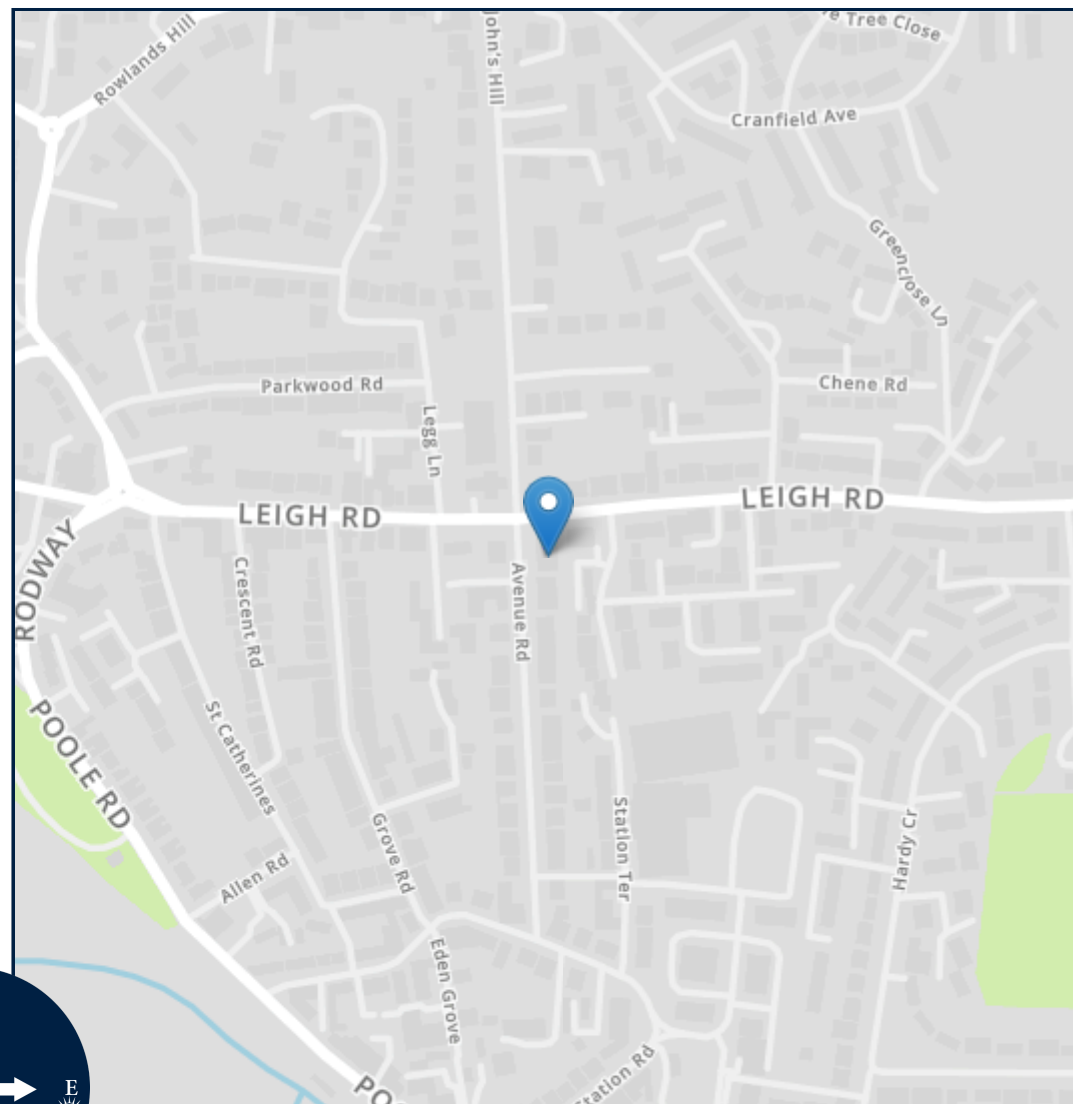 Rowlands Hill
John's Hill
e Tree Close
Cranfield Ave
Greenclose Ln
Parkwood Rd
Chene Rd
Legg Ln
LEIGH RD
LEIGH RD
RODWAY
Crescent Rd
Avenue Rd
POOLE RD
St Catherines
Station Ter
Grove Rd
Hardy Cr
Allen Rd
Eden Grove
Station Rd
POO
E